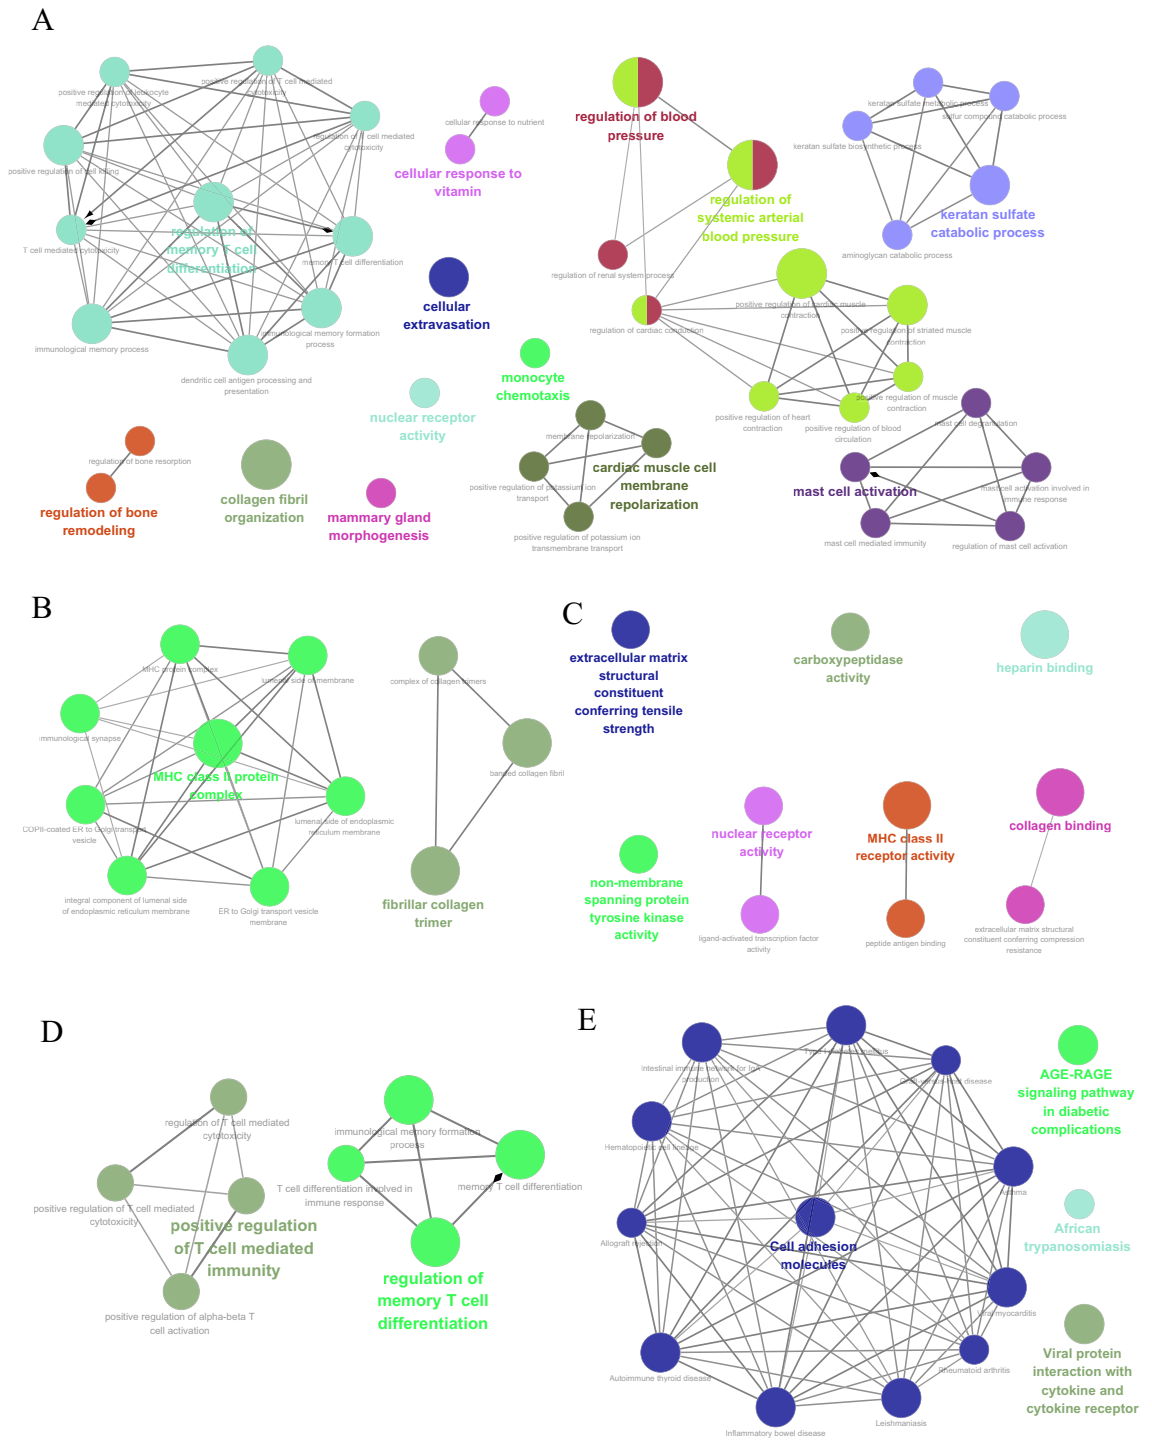 A
positive regulation of leukocyte
mediated cytotoxicity
positive regulation of T cell mediated
cytotoxicity
regulation of T cell mediated
cytotoxicity
positive regulation of cell killing
T cell mediated cytotoxicity
regulation of
memory T cell
differentiation
memory T cell differentiation
immunological memory process
immunological memory formation
process
dendritic cell antigen processing and
presentation
cellular response to nutrient
cellular response to
vitamin
cellular
extravasation
regulation of blood
pressure
regulation of
systemic arterial
blood pressure
regulation of renal system process
regulation of cardiac conduction
positive regulation of cardiac muscle
contraction
positive regulation of striated muscle
contraction
positive regulation of muscle
contraction
positive regulation of heart
contraction
positive regulation of blood
circulation
keratan sulfate metabolic process
sulfur compound catabolic process
keratan sulfate biosynthetic process
keratan sulfate
catabolic process
aminoglycan catabolic process
monocyte
chemotaxis
nuclear receptor
activity
membrane repolarization
cardiac muscle cell
membrane
repolarization
positive regulation of potassium ion
transport
positive regulation of potassium ion
transmembrane transport
mast cell degranulation
mast cell activation
mast cell activation involved in
immune response
mast cell mediated immunity
regulation of mast cell activation
regulation of bone resorption
regulation of bone
remodeling
collagen fibril
organization
mammary gland
morphogenesis
B
MHC protein complex
lumenal side of membrane
immunological synapse
MHC class II protein
complex
COPII-coated ER to Golgi transport
vesicle
lumenal side of endoplasmic
reticulum membrane
integral component of lumenal side
of endoplasmic reticulum membrane
ER to Golgi transport vesicle
membrane
complex of collagen trimers
banded collagen fibril
fibrillar collagen
trimer
C
extracellular matrix
structural
constituent
conferring tensile
strength
carboxypeptidase
activity
heparin binding
non-membrane
spanning protein
tyrosine kinase
activity
nuclear receptor
activity
ligand-activated transcription factor
activity
MHC class II
receptor activity
peptide antigen binding
collagen binding
extracellular matrix structural
constituent conferring compression
resistance
D
regulation of T cell mediated
cytotoxicity
positive regulation of T cell mediated
cytotoxicity
positive regulation
of T cell mediated
immunity
positive regulation of alpha-beta T
cell activation
immunological memory formation
process
T cell differentiation involved in
immune response
memory T cell differentiation
regulation of
memory T cell
differentiation
E
Intestinal immune network for IgA
production
Type I diabetes mellitus
Graft-versus-host disease
Hematopoietic cell lineage
Asthma
Allograft rejection
Cell adhesion
molecules
Viral myocarditis
Rheumatoid arthritis
Autoimmune thyroid disease
Inflammatory bowel disease
Leishmaniasis
AGE-RAGE
signaling pathway
in diabetic
complications
African
trypanosomiasis
Viral protein
interaction with
cytokine and
cytokine receptor